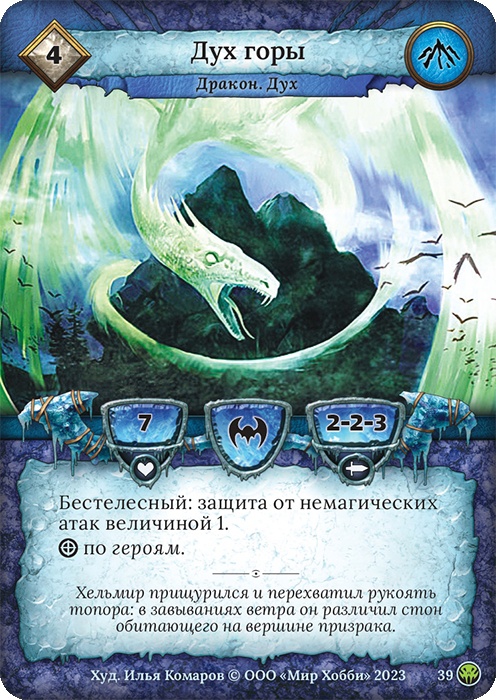 4
Дух горы
Дракон. Дух
7
2-2-3
Бестелесный: защита от немагических
атак величиной 1.
по героям.
Хельмир прищурился и перехватил рукоять
топора: в завываниях ветра он различил стон
обитающего на вершине призрака.
Худ. Илья Комаров © ООО «Мир Хобби» 2023
39